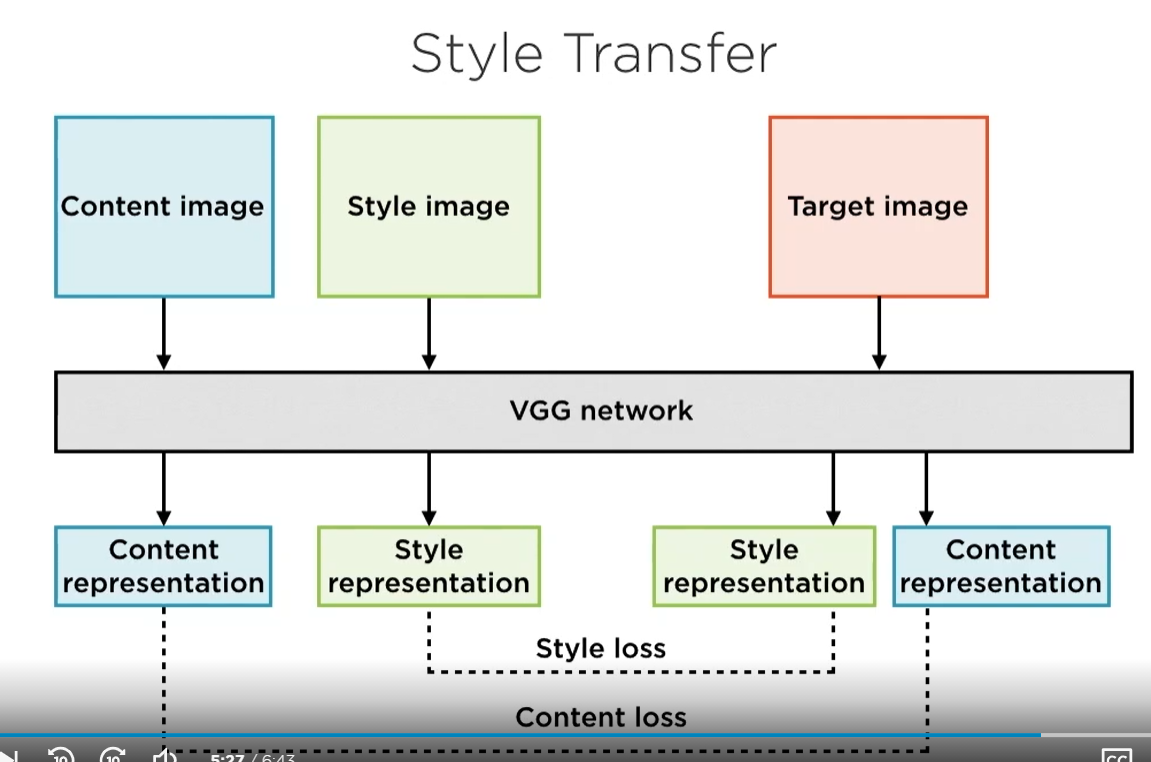 Style Transfer
Content image
Style image
Target image
VGG network
Content
representation
Style
representation
Style
representation
Content
representation
Style loss
Content loss
10
10
5:27 / 6:43
CC